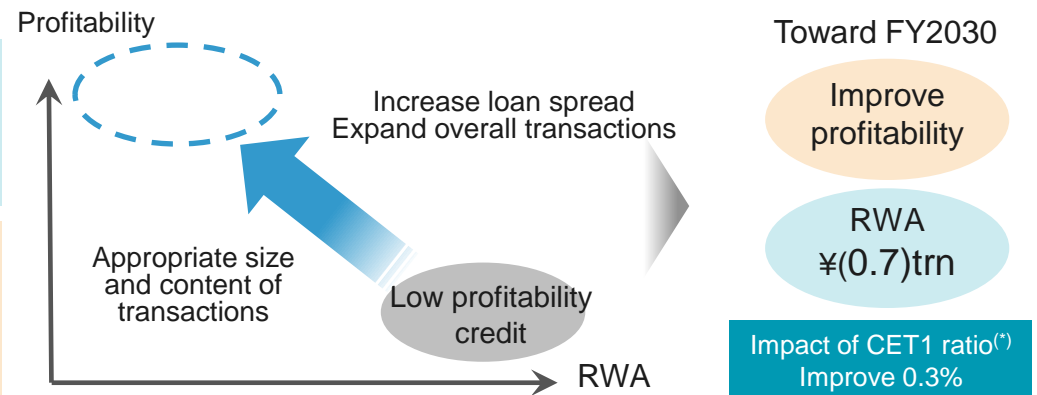 Profitability
Increase loan spread
Expand overall transactions
Appropriate size
and content of
transactions
Low profitability
credit
RWA
Toward FY2030
Improve
profitability
RWA
¥(0.7)trn
Impact of CET1 ratio(*)
Improve 0.3%